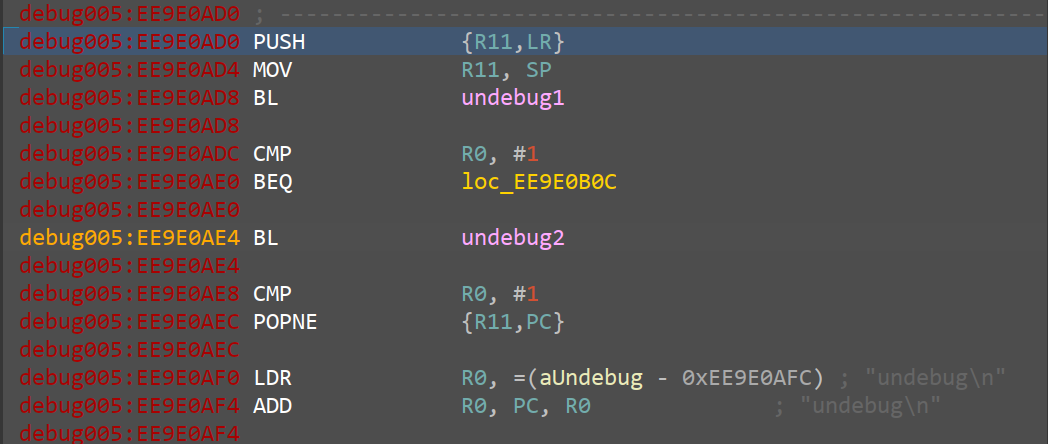 debug005:EE9E0AD0 ; ---------------------------------------------------------------
debug005:EE9E0AD0 PUSH {R11,LR}
debug005:EE9E0AD4 MOV R11, SP
debug005:EE9E0AD8 BL undebug1
debug005:EE9E0AD8
debug005:EE9E0ADC CMP R0, #1
debug005:EE9E0AE0 BEQ loc_EE9E0B0C
debug005:EE9E0AE0
debug005:EE9E0AE4 BL undebug2
debug005:EE9E0AE4
debug005:EE9E0AE8 CMP R0, #1
debug005:EE9E0AEC POPNE {R11,PC}
debug005:EE9E0AEC
debug005:EE9E0AF0 LDR R0, =(aUndebug - 0xEE9E0AFC) ; "undebug\n"
debug005:EE9E0AF4 ADD R0, PC, R0 ; "undebug\n"
debug005:EE9E0AF4